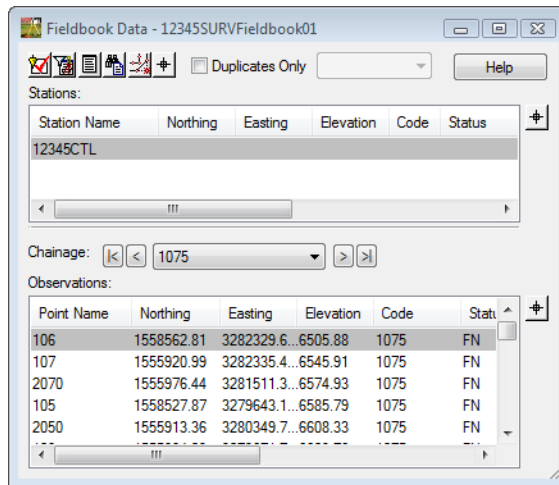 Fieldbook Data - 12345SURVFieldbook01
Duplicates Only Help
Stations:
Station Name Northing Easting Elevation Code Status
12345CTL
Chainage: 1075
Observations:
Point Name Northing Easting Elevation Code Statu
106 1558562.81 3282329.6... 6505.88 1075 FN
107 1555920.99 3282335.4... 6545.91 1075 FN
2070 1555976.44 3281511.3... 6574.93 1075 FN
105 1558527.87 3279643.1... 6585.79 1075 FN
2050 1555913.36 3280349.7... 6608.33 1075 FN